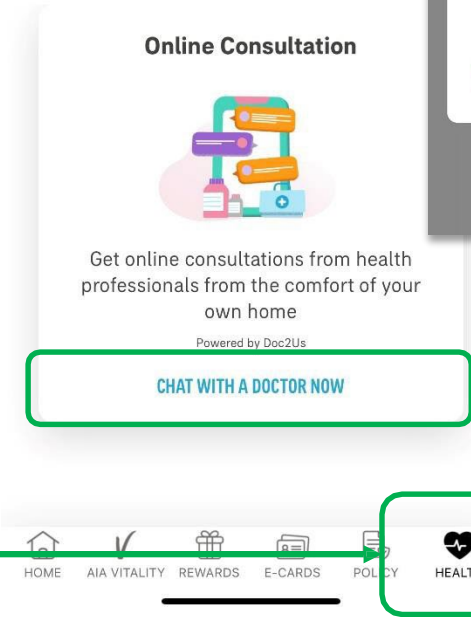 Online Consultation
Get online consultations from health
professionals from the comfort of your
own home
Powered by Doc2Us
CHAT WITH A DOCTOR NOW
HOME AIA VITALITY REWARDS E-CARDS POLICY HEALT